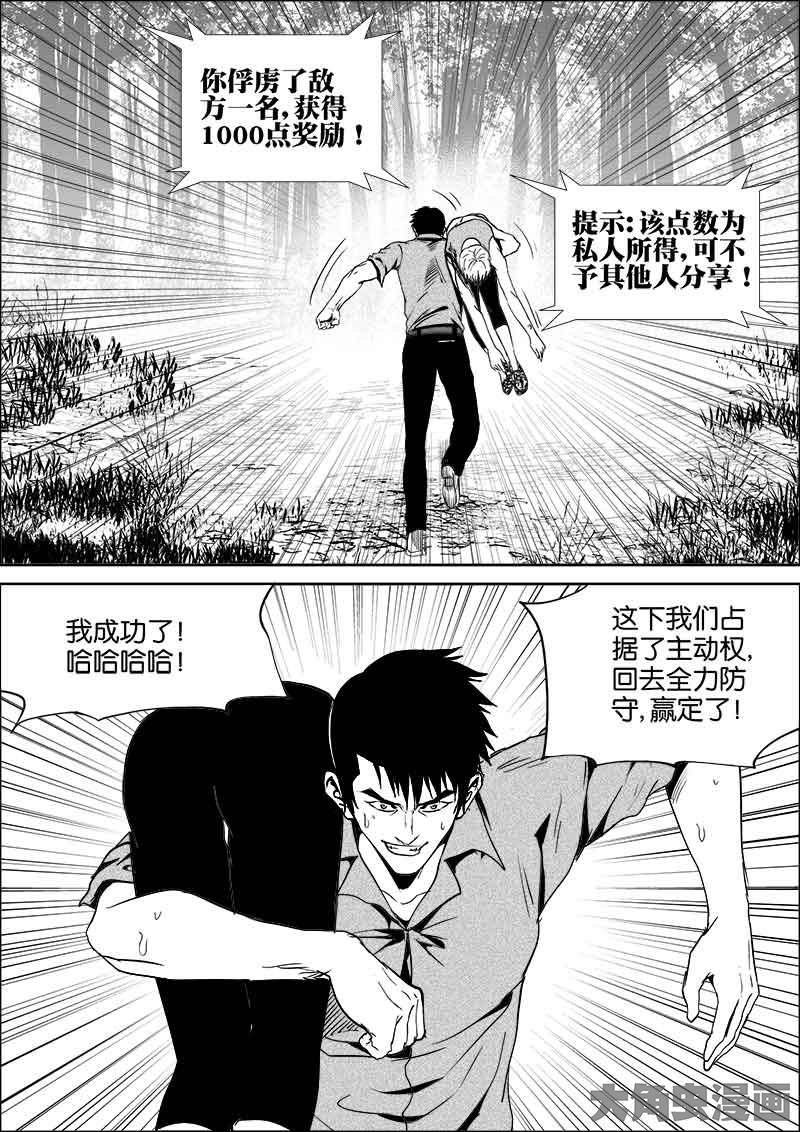 你俘虏了敌
方一名,获得
1000点奖励！
提示:该点数为
私人所得,可不
予其他人分享！
我成功了!
哈哈哈哈!
这下我们占
据了主动权,
回去全力防
守,赢定了!
大角虫漫画